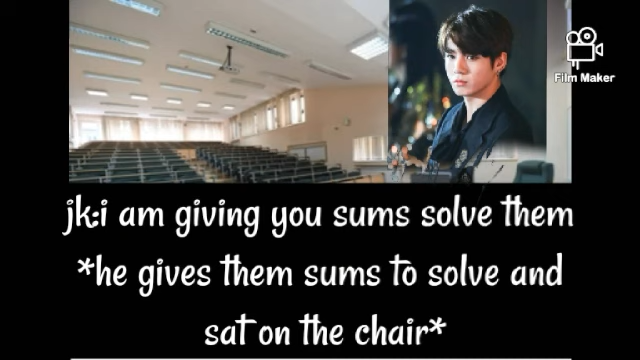 Film Maker
jk:i am giving you sums solve them
*he gives them sums to solve and
sat on the chair*